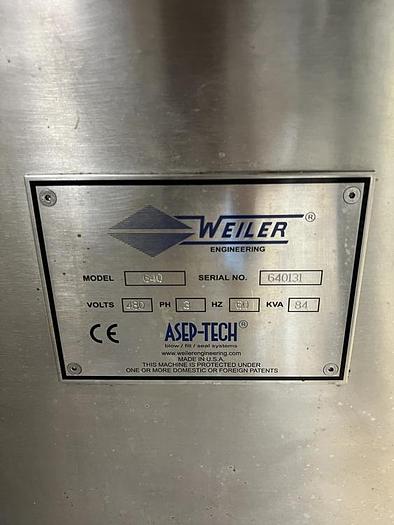 WEILER®
ENGINEERING
MODEL 640 SERIAL NO. 640131
VOLTS 480 PH 3 HZ 60 KVA 84
CE ASEP-TECH®
blow / fill / seal systems
www.weilerengineering.com
MADE IN U.S.A.
THIS MACHINE IS PROTECTED UNDER
ONE OR MORE DOMESTIC OR FOREIGN PATENTS